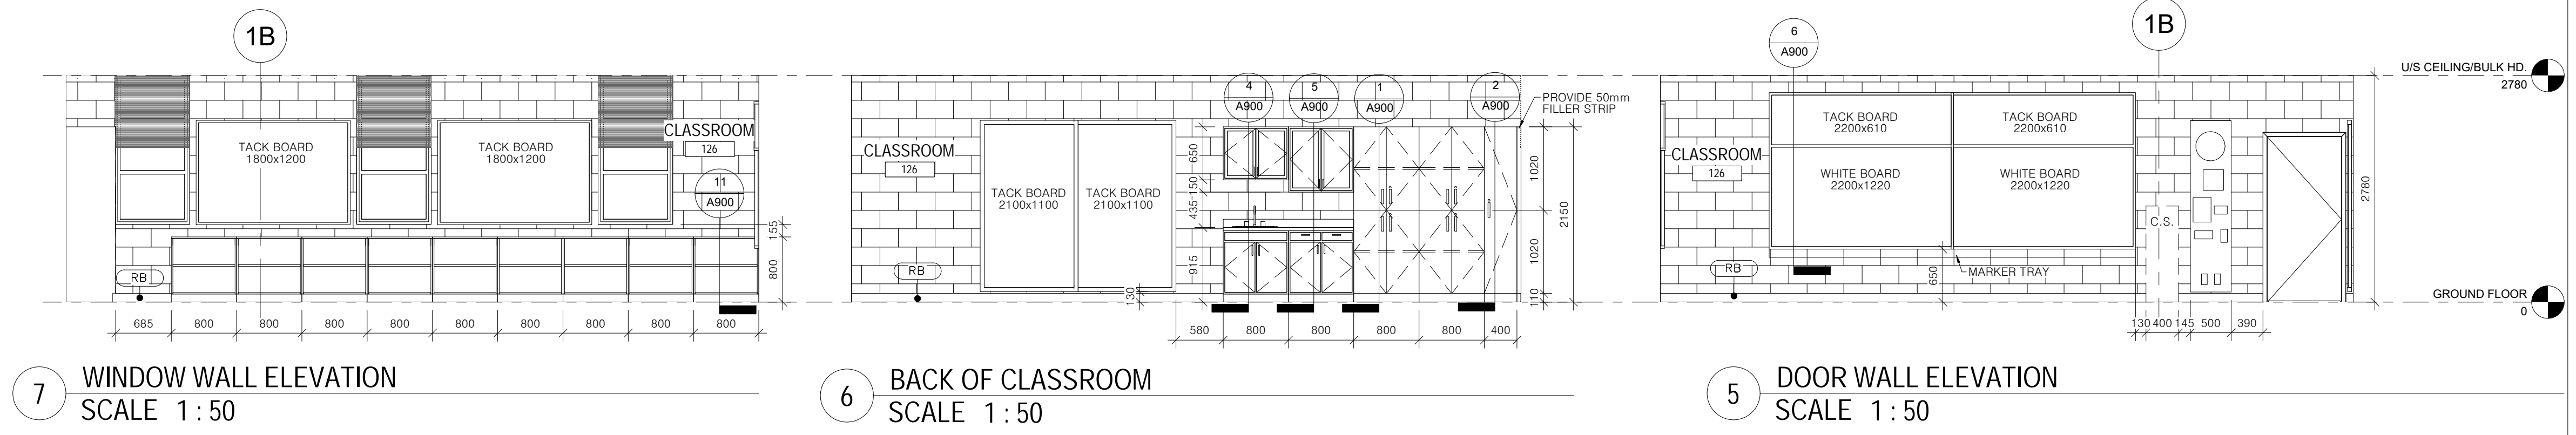 1B
TACK BOARD
1800x1200
TACK BOARD
1800x1200
CLASSROOM
126
11
A900
RB
155
800
685
800
800
800
800
800
800
800
800
800
7
WINDOW WALL ELEVATION
SCALE 1 : 50
4
A900
5
A900
1
A900
2
A900
PROVIDE 50mm
FILLER STRIP
CLASSROOM
126
TACK BOARD
2100x1100
TACK BOARD
2100x1100
RB
650
150
435
915
130
1020
1020
110
2150
580
800
800
800
800
400
6
BACK OF CLASSROOM
SCALE 1 : 50
6
A900
1B
U/S CEILING/BULK HD.
2780
TACK BOARD
2200x610
TACK BOARD
2200x610
CLASSROOM
126
WHITE BOARD
2200x1220
WHITE BOARD
2200x1220
C.S.
2780
RB
MARKER TRAY
650
GROUND FLOOR
0
130
400
145
500
390
5
DOOR WALL ELEVATION
SCALE 1 : 50